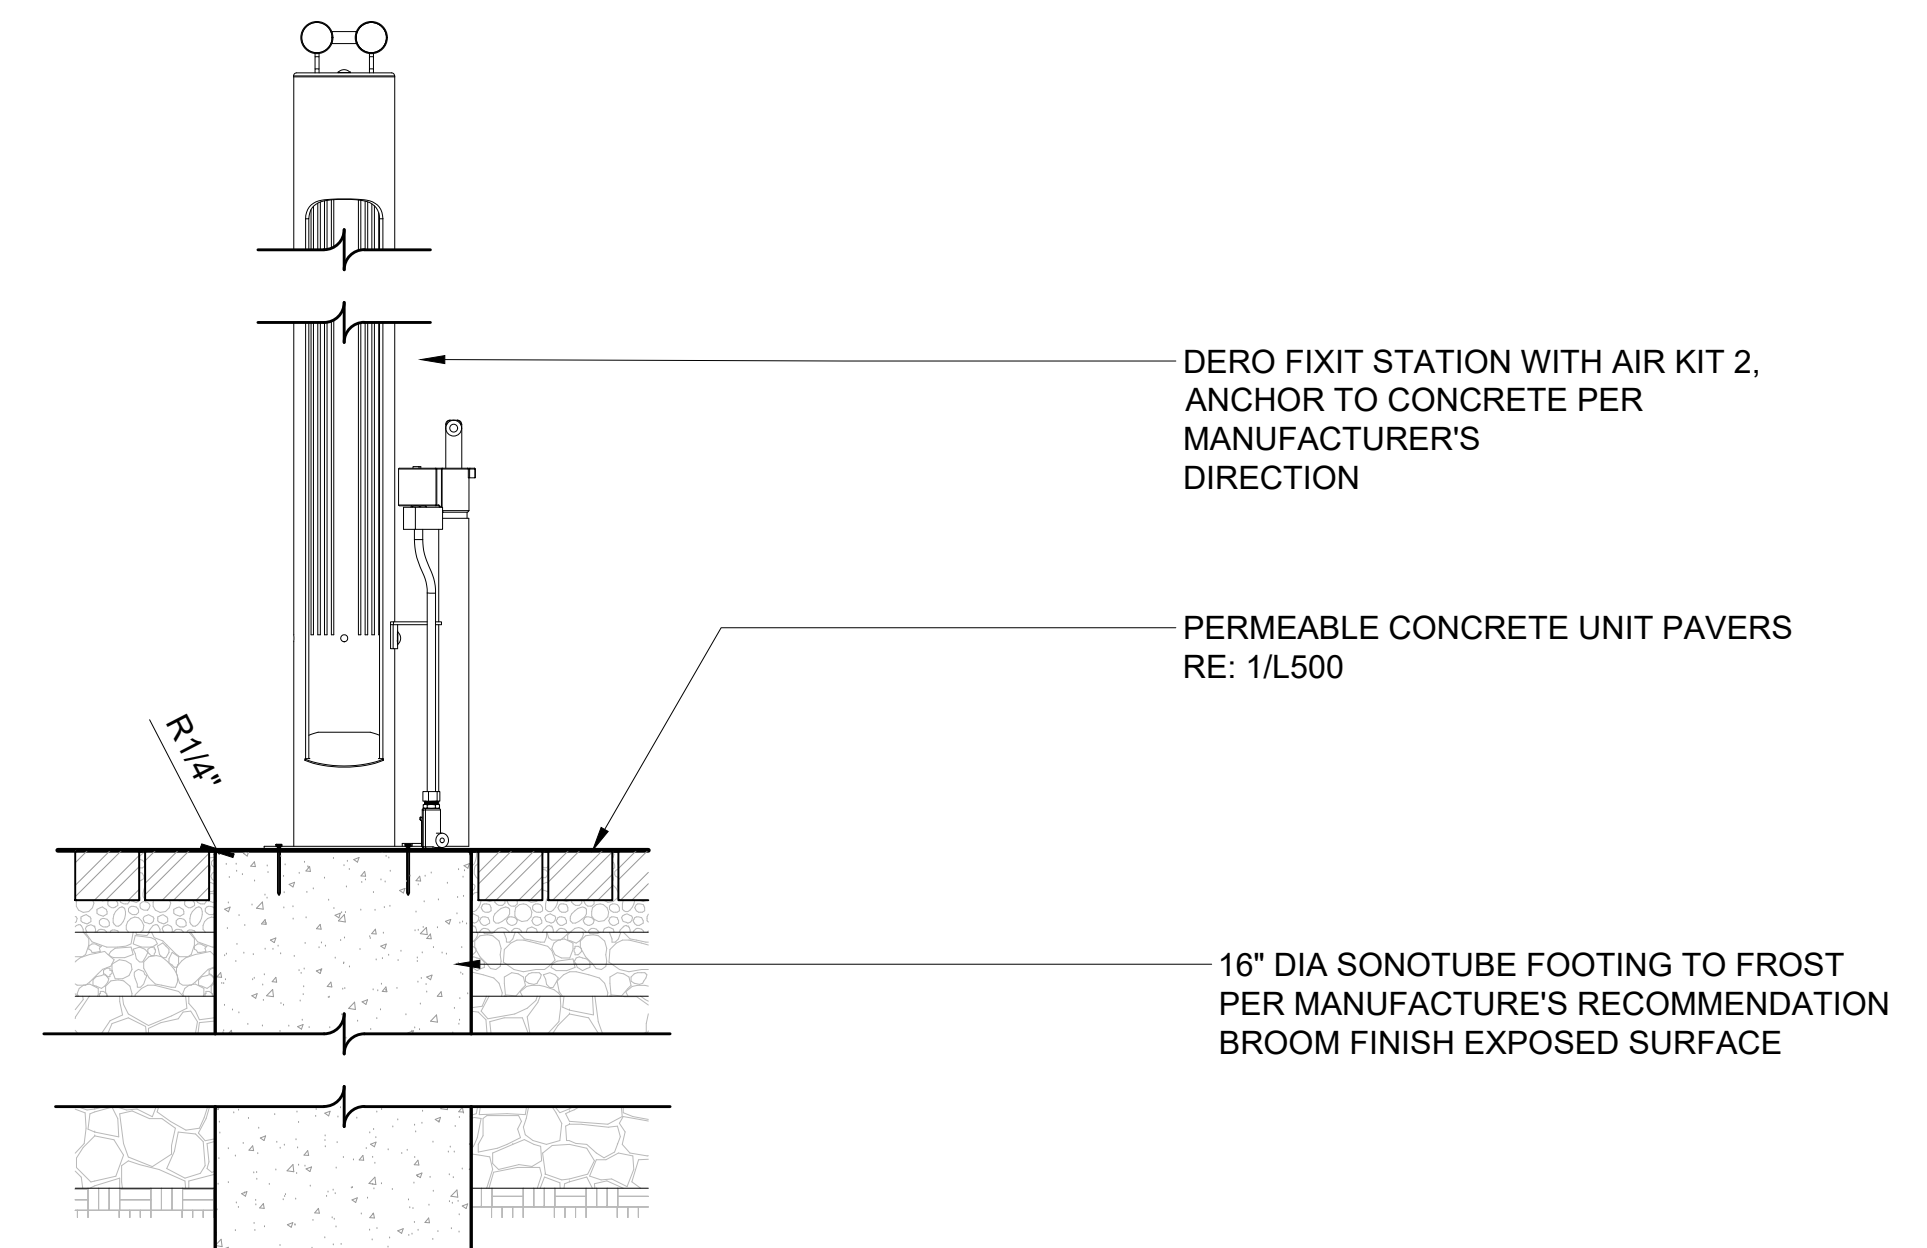 DERO FIXIT STATION WITH AIR KIT 2,
ANCHOR TO CONCRETE PER
MANUFACTURER'S
DIRECTION
PERMEABLE CONCRETE UNIT PAVERS
RE: 1/L500
R1/4"
16" DIA SONOTUBE FOOTING TO FROST
PER MANUFACTURE'S RECOMMENDATION
BROOM FINISH EXPOSED SURFACE